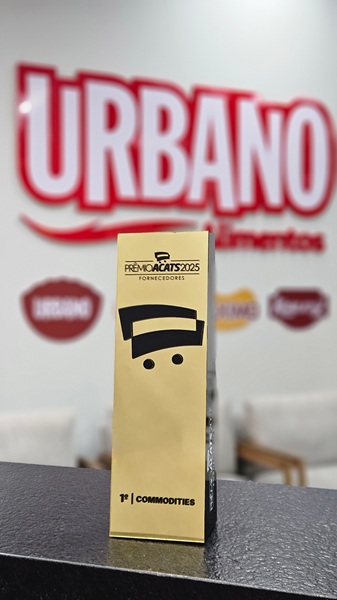 URBANO
Alimentos
PRÊMIO ACATS 2025
FORNECEDORES
1º | COMMODITIES
URBANO